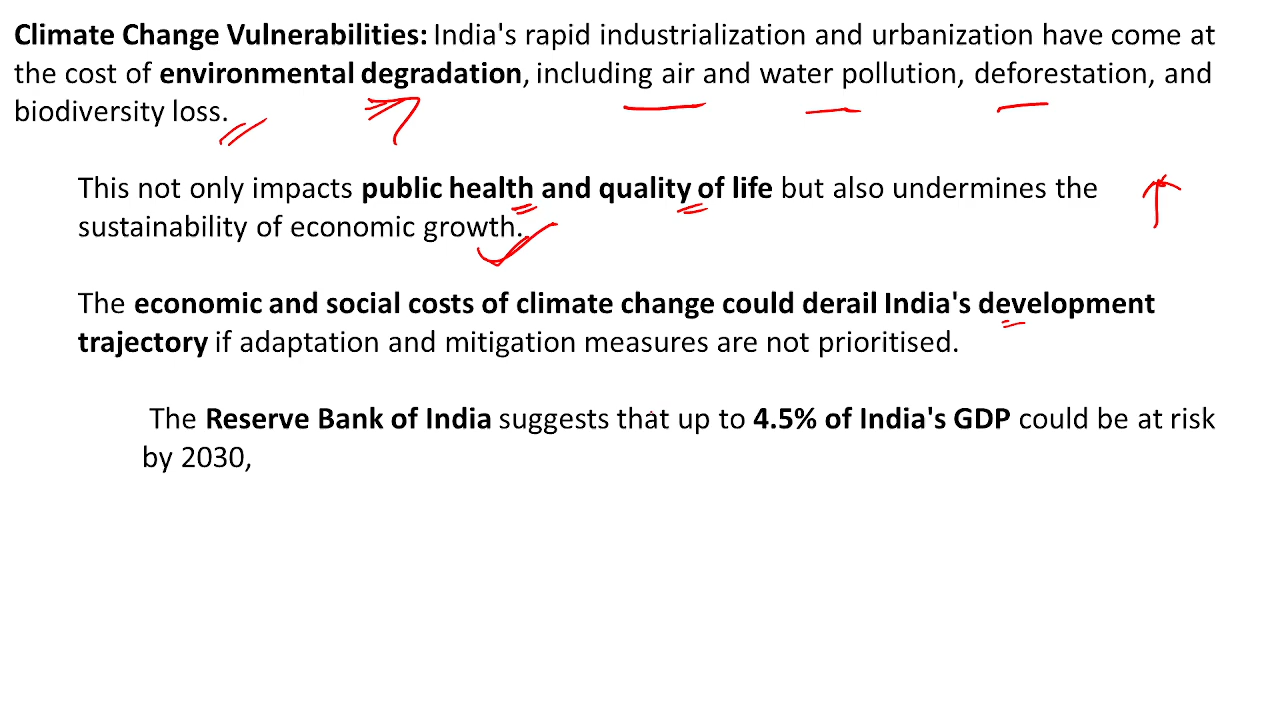 Climate Change Vulnerabilities: India's rapid industrialization and urbanization have come at
the cost of environmental degradation, including air and water pollution, deforestation, and
biodiversity loss.
This not only impacts public health and quality of life but also undermines the
sustainability of economic growth.
The economic and social costs of climate change could derail India's development
trajectory if adaptation and mitigation measures are not prioritised.
The Reserve Bank of India suggests that up to 4.5% of India's GDP could be at risk
by 2030,